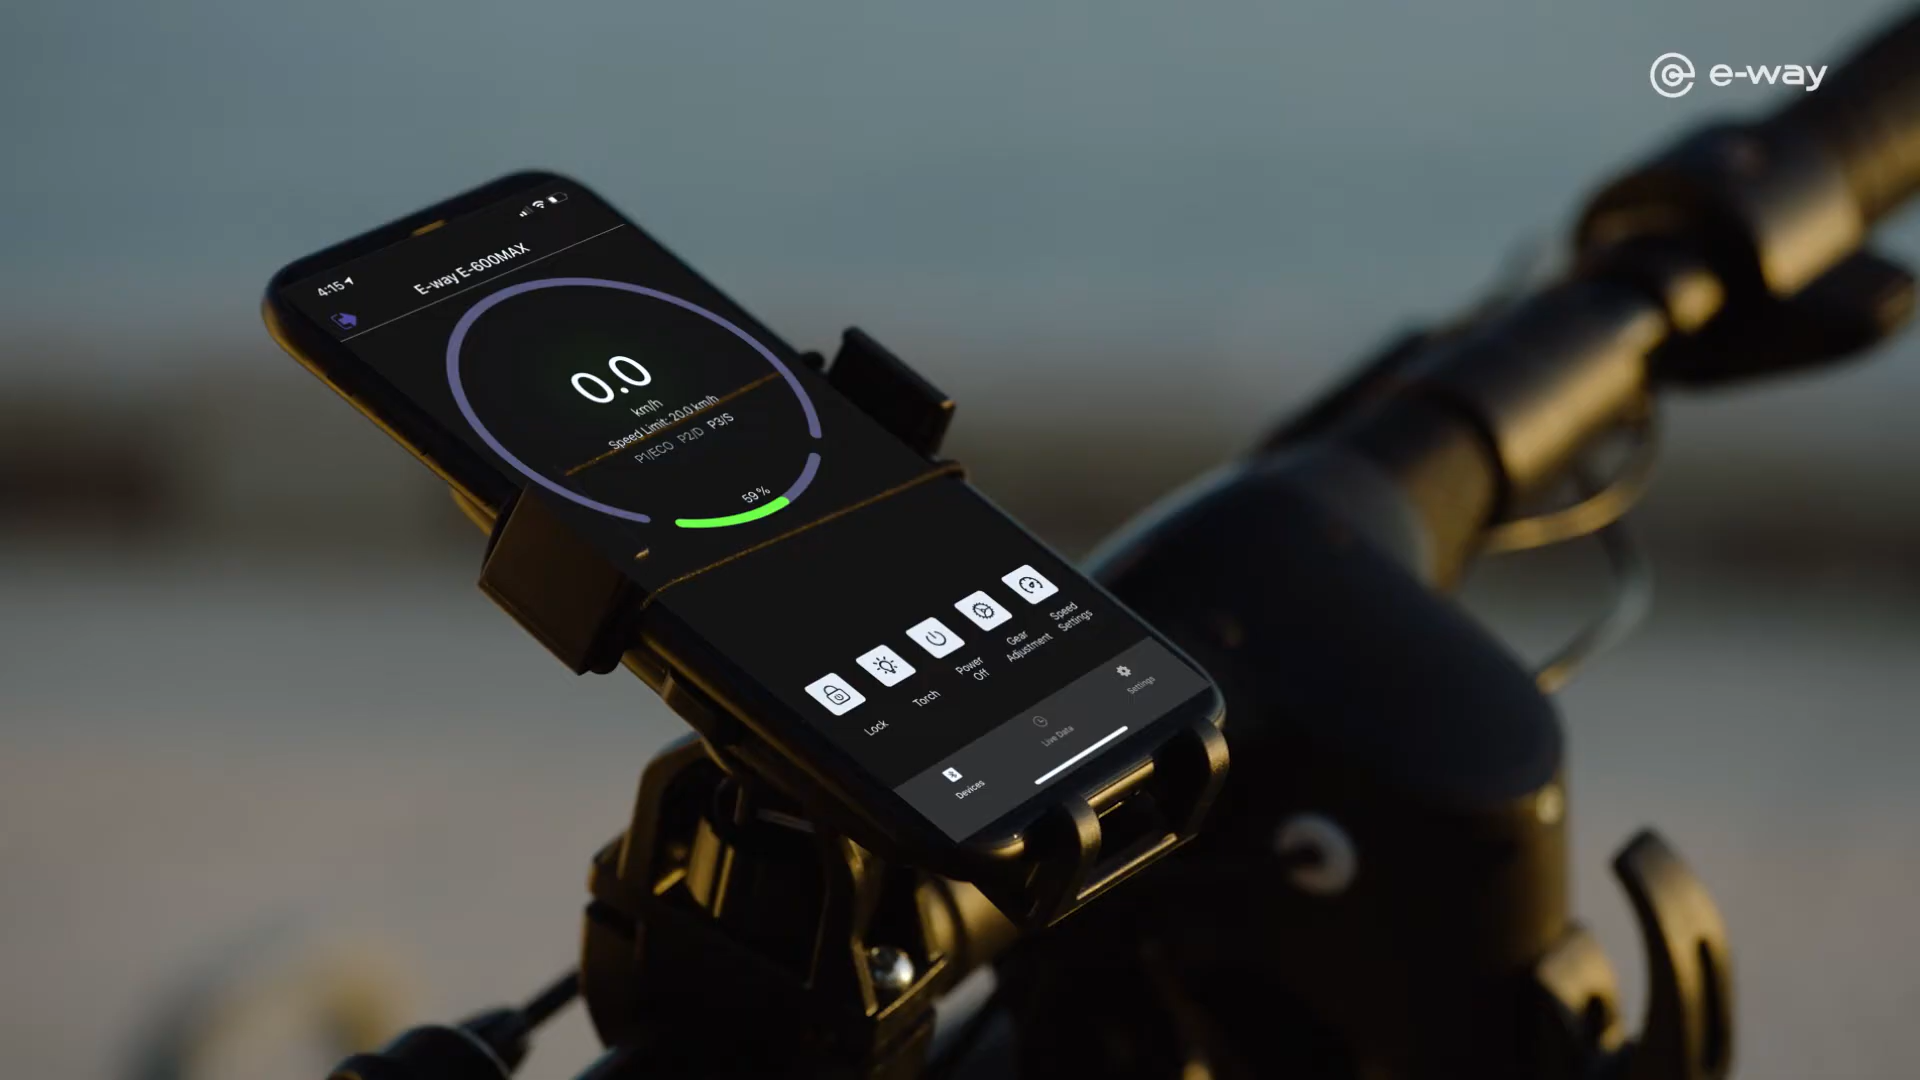 e-way
4:15
E-way E-600MAX
0.0
km/h
Speed Limit: 20.0 km/h
P1/ECO P2/D P3/S
59 %
Lock
Torch
Power
Off
Gear
Adjustment
Speed
Settings
Devices
Live Data
Settings